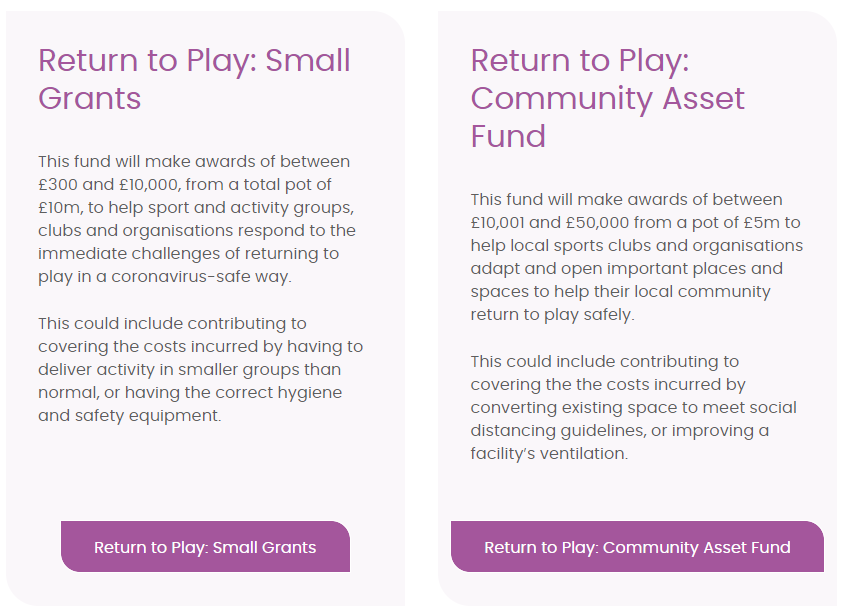 Return to Play: Small
Grants
This fund will make awards of between
£300 and £10,000, from a total pot of
£10m, to help sport and activity groups,
clubs and organisations respond to the
immediate challenges of returning to
play in a coronavirus-safe way.
This could include contributing to
covering the costs incurred by having to
deliver activity in smaller groups than
normal, or having the correct hygiene
and safety equipment.
Return to Play: Small Grants
Return to Play:
Community Asset
Fund
This fund will make awards of between
£10,001 and £50,000 from a pot of £5m to
help local sports clubs and organisations
adapt and open important places and
spaces to help their local community
return to play safely.
This could include contributing to
covering the the costs incurred by
converting existing space to meet social
distancing guidelines, or improving a
facility’s ventilation.
Return to Play: Community Asset Fund